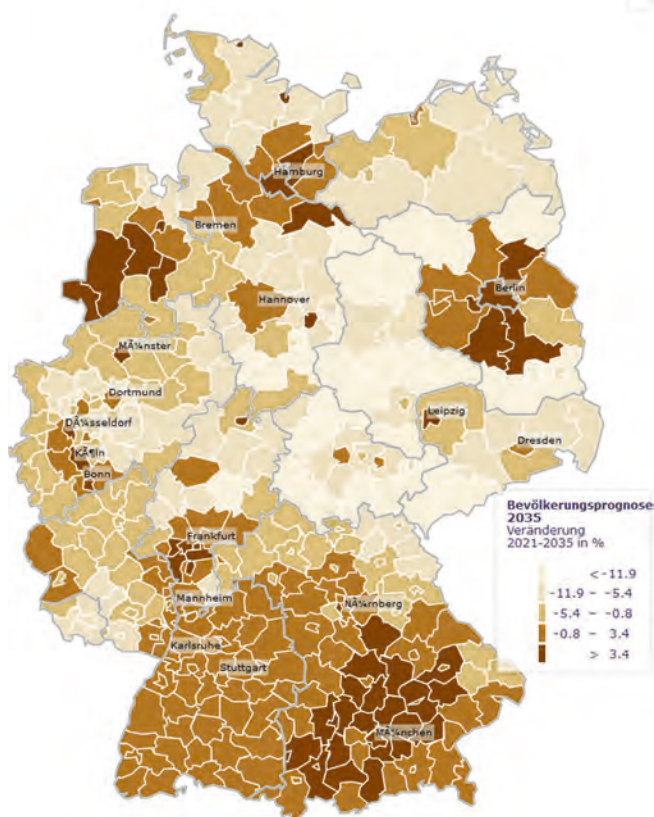 Hamburg
Bremen
Berlin
Hannover
MÃ¼nster
Dortmund
Leipzig
DÃ¼sseldorf
Dresden
KÃ¶ln
Bonn
Frankfurt
Mannheim
NÃ¼rnberg
Karlsruhe
Stuttgart
MÃ¼nchen
Bevölkerungsprognose
2035
Veränderung
2021-2035 in %
< -11.9
-11.9 – -5.4
-5.4 – -0.8
-0.8 – 3.4
> 3.4